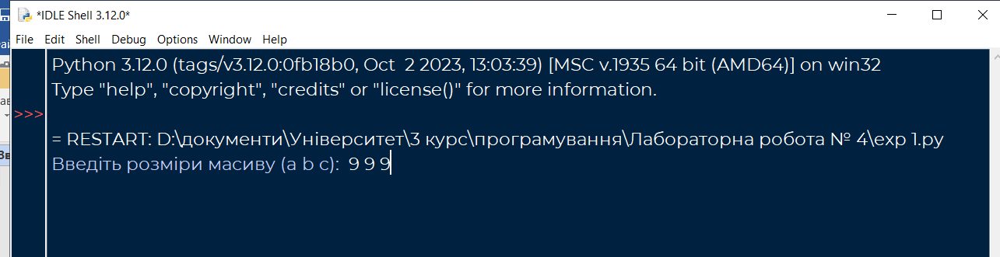 *IDLE Shell 3.12.0*
File Edit Shell Debug Options Window Help
Python 3.12.0 (tags/v3.12.0:0fb18b0, Oct  2 2023, 13:03:39) [MSC v.1935 64 bit (AMD64)] on win32
Type "help", "copyright", "credits" or "license()" for more information.
>>>
= RESTART: D:\документи\Університет\3 курс\програмування\Лабораторна робота № 4\exp 1.py
Введіть розміри масиву (a b c):  9 9 9